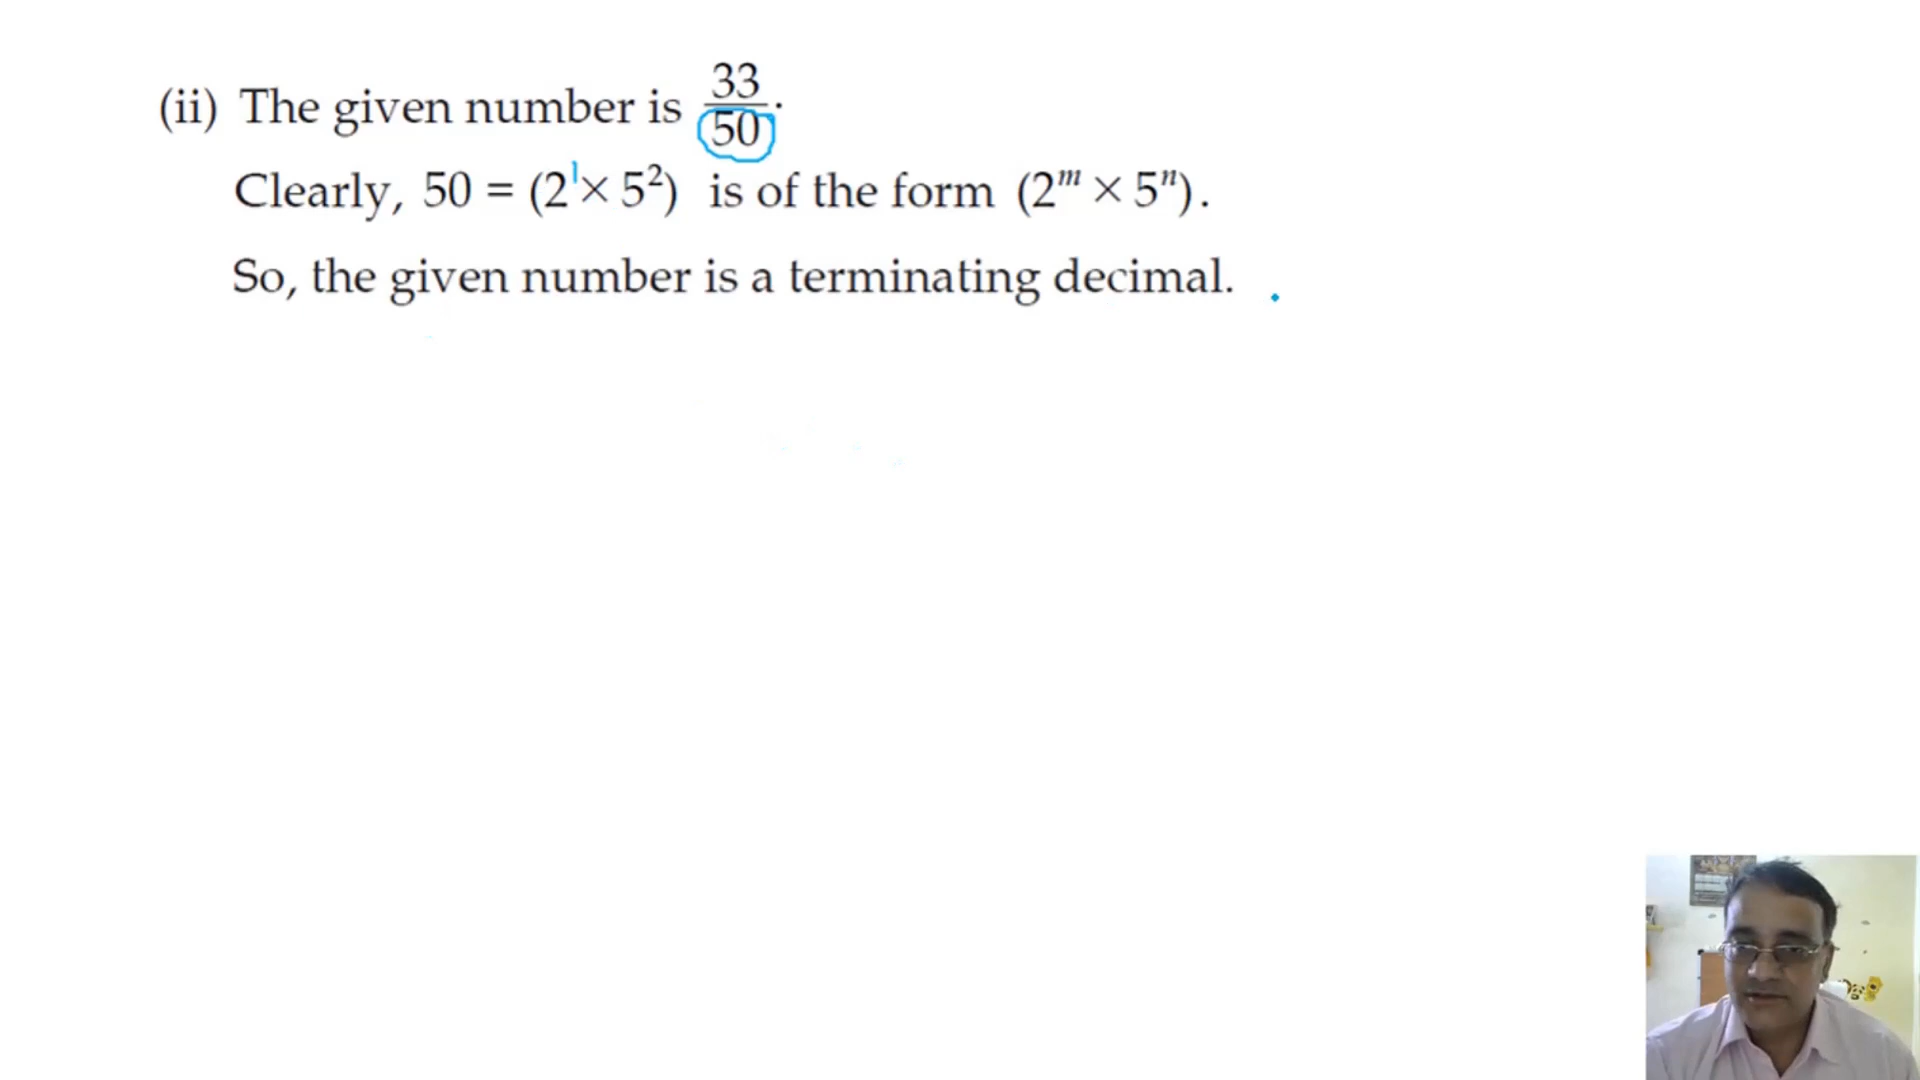 (ii) The given number is 33/50.
Clearly, 50 = (2¹ × 5²) is of the form (2ᵐ × 5ⁿ).
So, the given number is a terminating decimal.